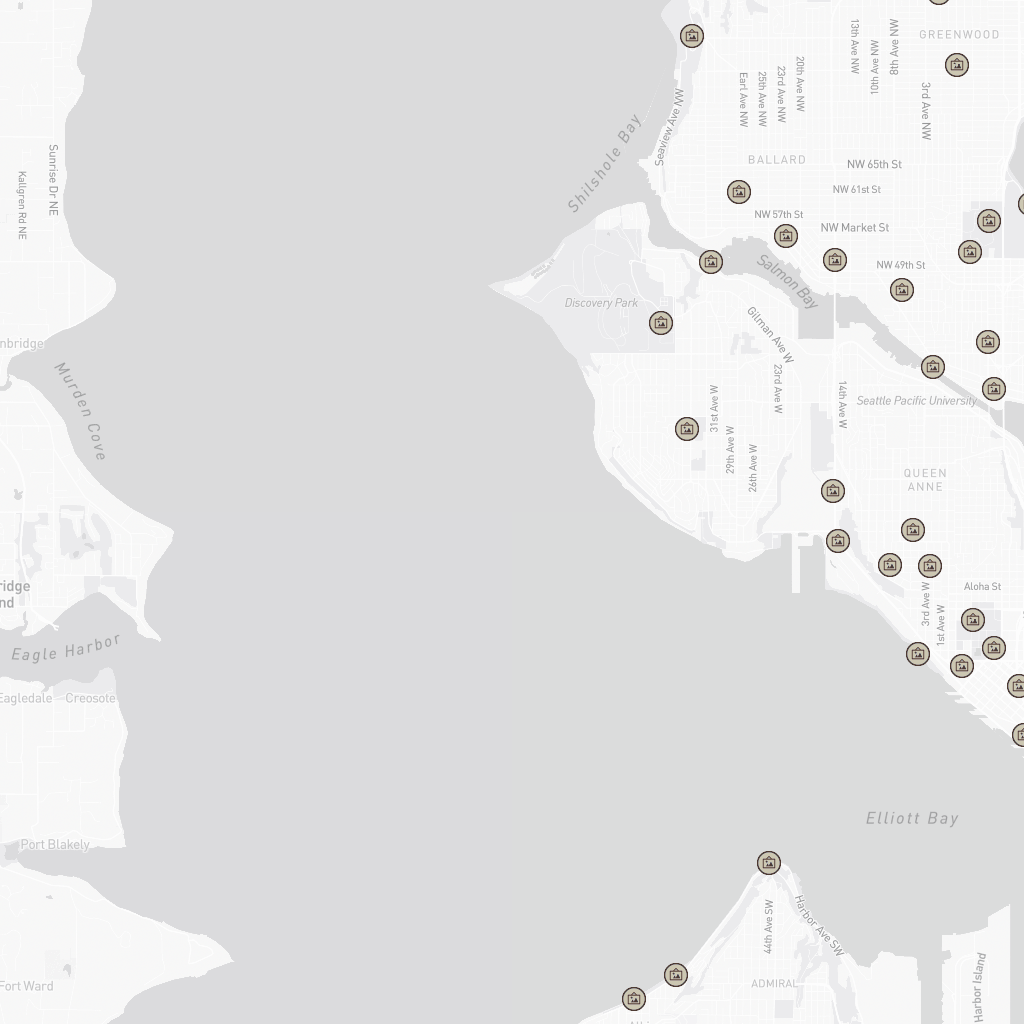 GREENWOOD
13th Ave NW
10th Ave NW
8th Ave NW
3rd Ave NW
20th Ave NW
23rd Ave NW
25th Ave NW
Earl Ave NW
Seaview Ave NW
Shilshole Bay
BALLARD
NW 65th St
NW 61st St
NW 57th St
NW Market St
NW 49th St
Salmon Bay
Sunrise Dr NE
Kallgren Rd NE
Discovery Park
Gilman Ave W
nbridge
Murden Cove
23rd Ave W
14th Ave W
31st Ave W
29th Ave W
26th Ave W
Seattle Pacific University
QUEEN
ANNE
ridge
nd
Aloha St
3rd Ave W
1st Ave W
Eagle Harbor
Eagledale
Creosote
Elliott Bay
Port Blakely
44th Ave SW
Harbor Ave SW
ADMIRAL
Harbor Island
Fort Ward